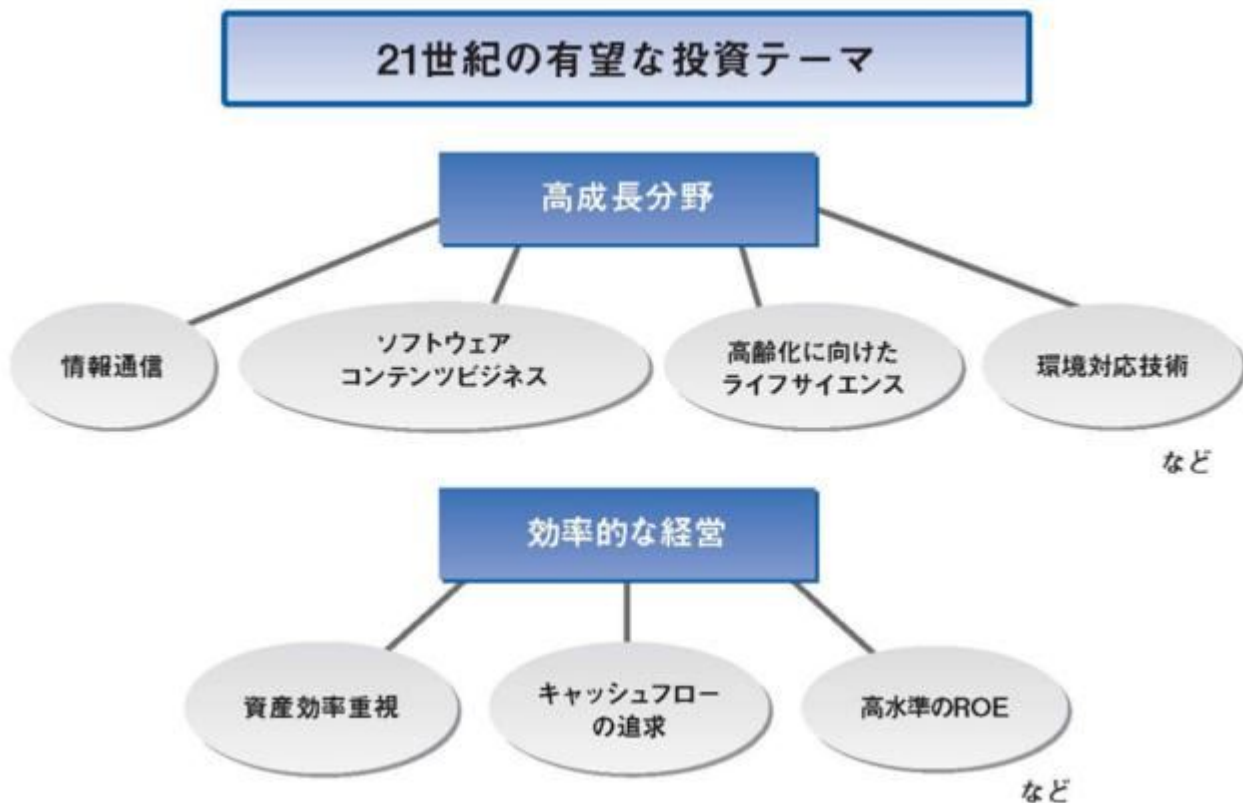 21世紀の有望な投資テーマ
高成長分野
情報通信
ソフトウェア
コンテンツビジネス
高齢化に向けた
ライフサイエンス
環境対応技術
など
効率的な経営
資産効率重視
キャッシュフロー
の追求
高水準のROE
など